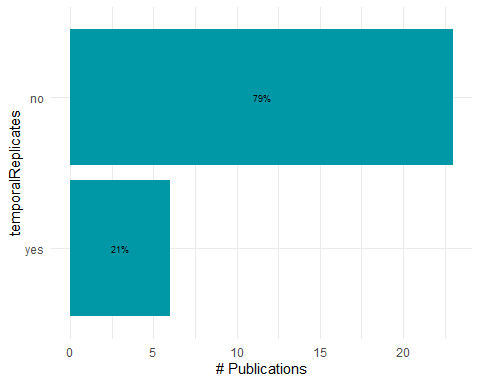 temporalReplicates
no
79%
yes
21%
0 5 10 15 20
# Publications